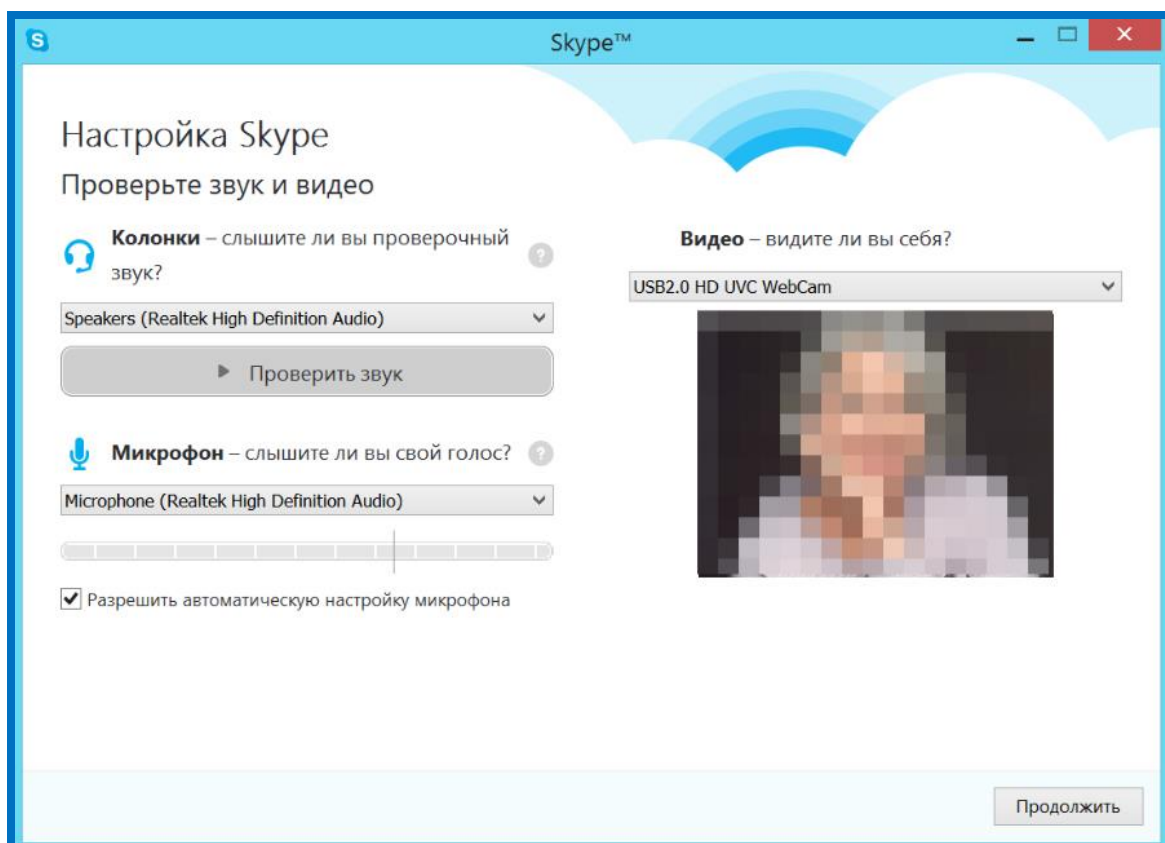 Skype™
Настройка Skype
Проверьте звук и видео
Колонки – слышите ли вы проверочный
звук?
Speakers (Realtek High Definition Audio)
Проверить звук
Микрофон – слышите ли вы свой голос?
Microphone (Realtek High Definition Audio)
Разрешить автоматическую настройку микрофона
Видео – видите ли вы себя?
USB2.0 HD UVC WebCam
Продолжить